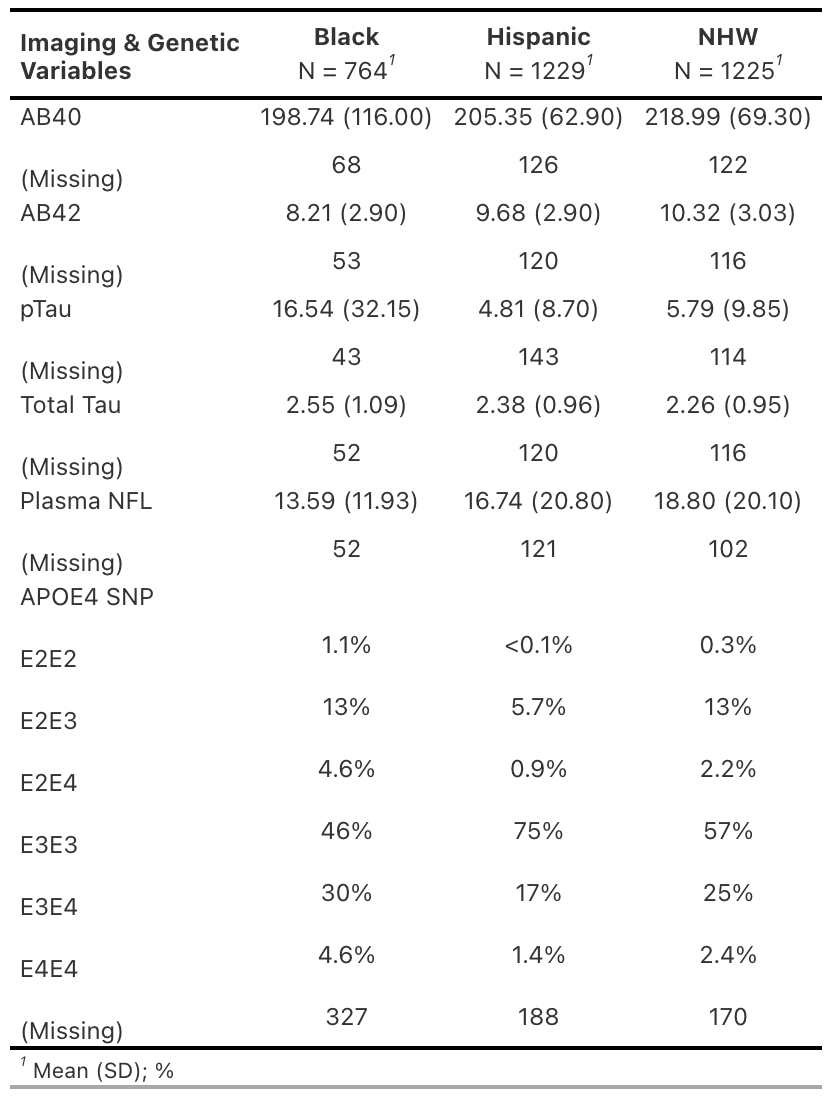 Imaging & Genetic Variables Black N = 764¹ Hispanic N = 1229¹ NHW N = 1225¹
AB40 198.74 (116.00) 205.35 (62.90) 218.99 (69.30)
(Missing) 68 126 122
AB42 8.21 (2.90) 9.68 (2.90) 10.32 (3.03)
(Missing) 53 120 116
pTau 16.54 (32.15) 4.81 (8.70) 5.79 (9.85)
(Missing) 43 143 114
Total Tau 2.55 (1.09) 2.38 (0.96) 2.26 (0.95)
(Missing) 52 120 116
Plasma NFL 13.59 (11.93) 16.74 (20.80) 18.80 (20.10)
(Missing) 52 121 102
APOE4 SNP
E2E2 1.1% <0.1% 0.3%
E2E3 13% 5.7% 13%
E2E4 4.6% 0.9% 2.2%
E3E3 46% 75% 57%
E3E4 30% 17% 25%
E4E4 4.6% 1.4% 2.4%
(Missing) 327 188 170
¹ Mean (SD); %